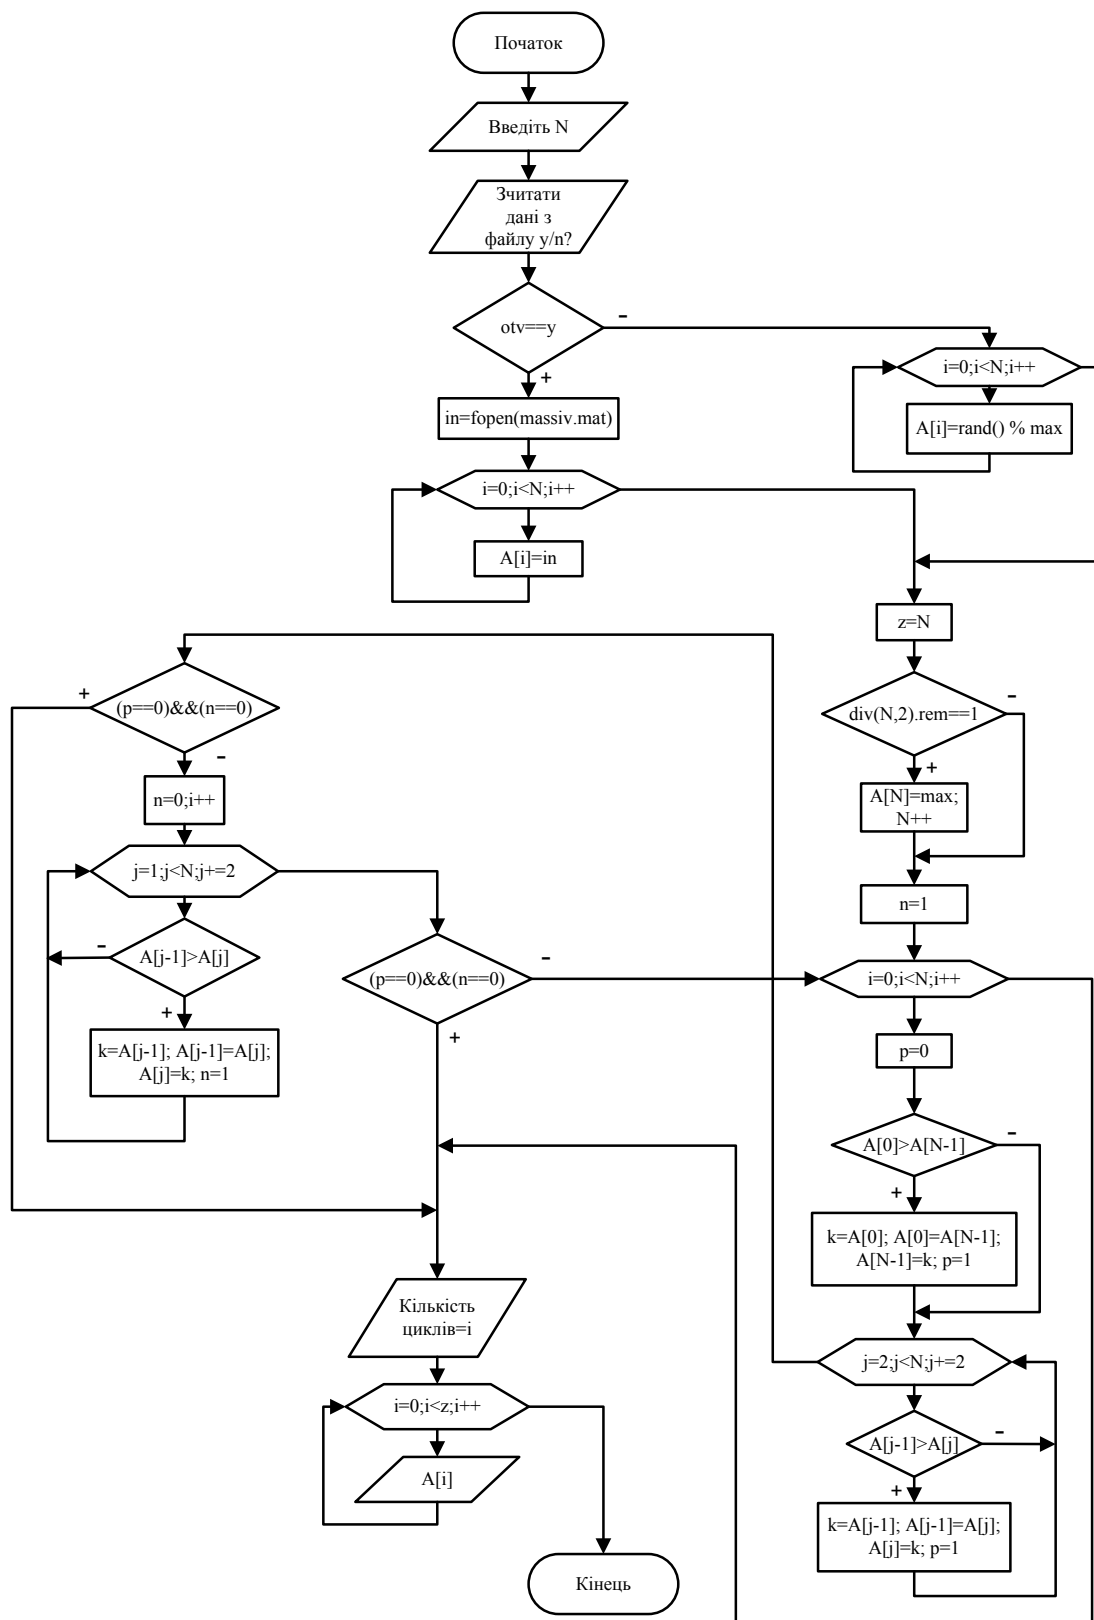 Початок
Введіть N
Зчитати
дані з
файлу y/n?
otv==y
-
+
i=0;i<N;i++
A[i]=rand() % max
in=fopen(massiv.mat)
i=0;i<N;i++
A[i]=in
z=N
div(N,2).rem==1
-
+
A[N]=max;
N++
n=1
i=0;i<N;i++
p=0
A[0]>A[N-1]
-
+
k=A[0]; A[0]=A[N-1];
A[N-1]=k; p=1
j=2;j<N;j+=2
A[j-1]>A[j]
-
+
k=A[j-1]; A[j-1]=A[j];
A[j]=k; p=1
(p==0)&&(n==0)
+
-
n=0;i++
j=1;j<N;j+=2
A[j-1]>A[j]
-
+
k=A[j-1]; A[j-1]=A[j];
A[j]=k; n=1
(p==0)&&(n==0)
-
+
Кількість
циклів=i
i=0;i<z;i++
A[i]
Кінець